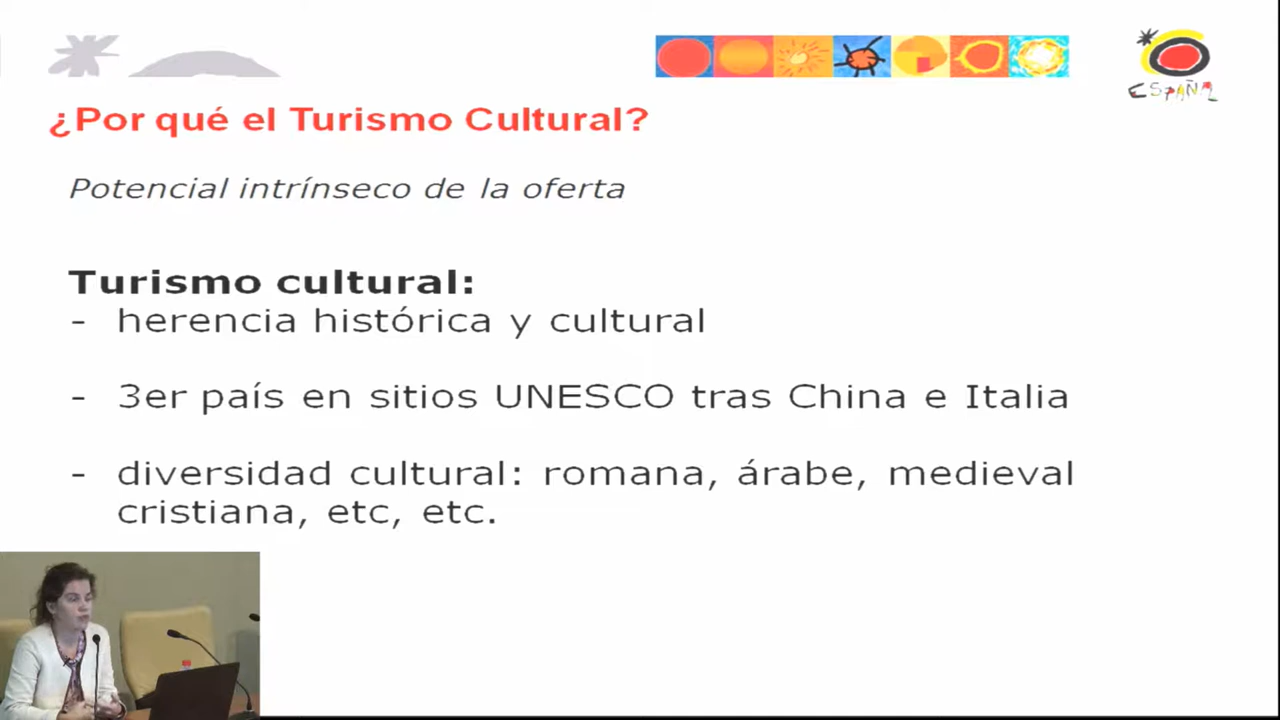 ESPAÑA
¿Por qué el Turismo Cultural?
Potencial intrínseco de la oferta
Turismo cultural:
- herencia histórica y cultural
- 3er país en sitios UNESCO tras China e Italia
- diversidad cultural: romana, árabe, medieval
cristiana, etc, etc.